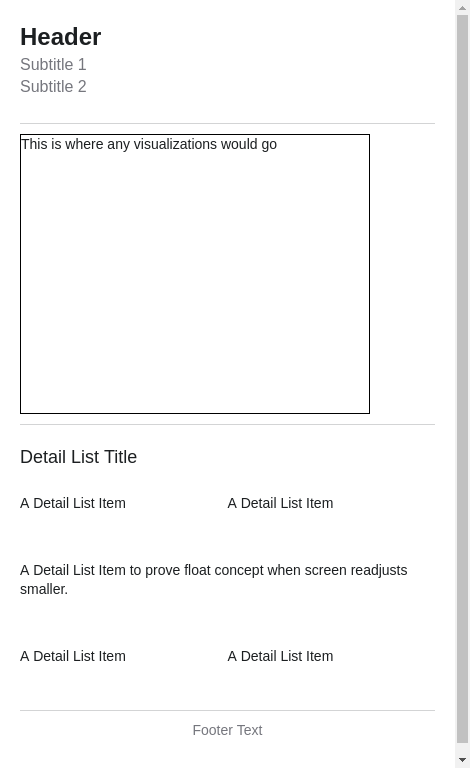 Header
Subtitle 1
Subtitle 2
This is where any visualizations would go
Detail List Title
A Detail List Item
A Detail List Item
A Detail List Item to prove float concept when screen readjusts
smaller.
A Detail List Item
A Detail List Item
Footer Text